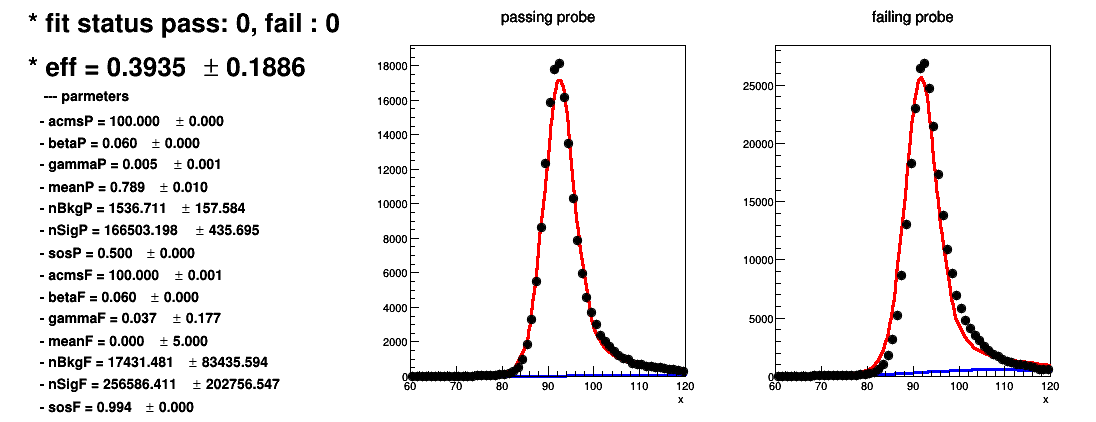 * fit status pass: 0, fail : 0
* eff = 0.3935 ± 0.1886
--- parmeters
- acmsP = 100.000 ± 0.000
- betaP = 0.060 ± 0.000
- gammaP = 0.005 ± 0.001
- meanP = 0.789 ± 0.010
- nBkgP = 1536.711 ± 157.584
- nSigP = 166503.198 ± 435.695
- sosP = 0.500 ± 0.000
- acmsF = 100.000 ± 0.001
- betaF = 0.060 ± 0.000
- gammaF = 0.037 ± 0.177
- meanF = 0.000 ± 5.000
- nBkgF = 17431.481 ± 83435.594
- nSigF = 256586.411 ± 202756.547
- sosF = 0.994 ± 0.000
passing probe
18000
16000
14000
12000
10000
8000
6000
4000
2000
0
60 70 80 90 100 110 120
x
failing probe
25000
20000
15000
10000
5000
0
60 70 80 90 100 110 120
x